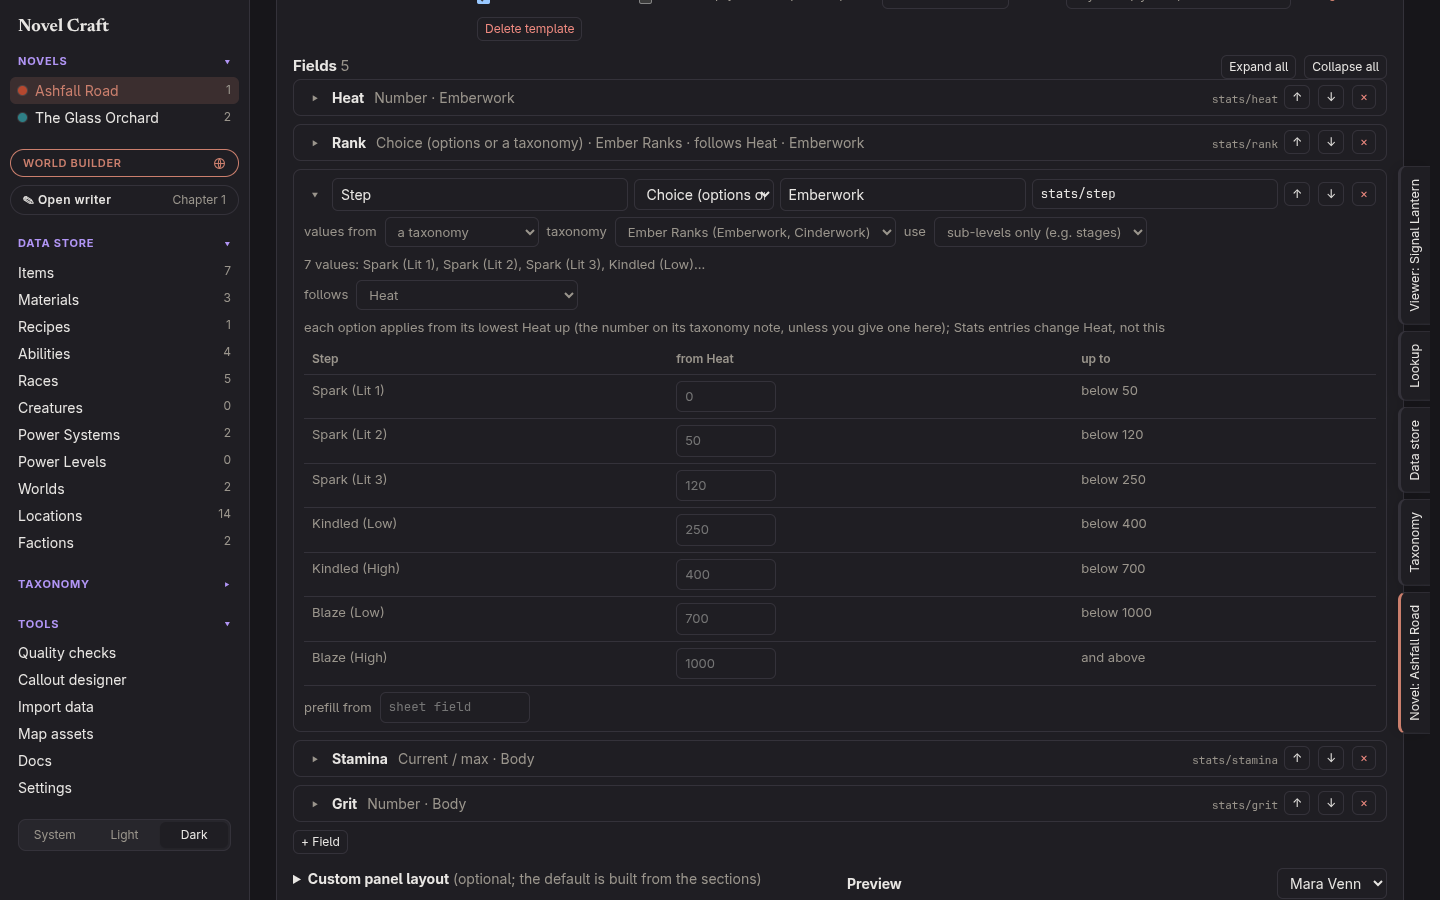 Novel Craft
NOVELS
Ashfall Road 1
The Glass Orchard 2
WORLD BUILDER
Open writer Chapter 1
DATA STORE
Items 7
Materials 3
Recipes 1
Abilities 4
Races 5
Creatures 0
Power Systems 2
Power Levels 0
Worlds 2
Locations 14
Factions 2
TAXONOMY
TOOLS
Quality checks
Callout designer
Import data
Map assets
Docs
Settings
System Light Dark
Delete template
Fields 5 Expand all Collapse all
Heat Number · Emberwork stats/heat ↑ ↓ ×
Rank Choice (options or a taxonomy) · Ember Ranks · follows Heat · Emberwork stats/rank ↑ ↓ ×
Step Choice (options or Emberwork stats/step ↑ ↓ ×
values from a taxonomy taxonomy Ember Ranks (Emberwork, Cinderwork) use sub-levels only (e.g. stages)
7 values: Spark (Lit 1), Spark (Lit 2), Spark (Lit 3), Kindled (Low)...
follows Heat
each option applies from its lowest Heat up (the number on its taxonomy note, unless you give one here); Stats entries change Heat, not this
Step from Heat up to
Spark (Lit 1) 0 below 50
Spark (Lit 2) 50 below 120
Spark (Lit 3) 120 below 250
Kindled (Low) 250 below 400
Kindled (High) 400 below 700
Blaze (Low) 700 below 1000
Blaze (High) 1000 and above
prefill from sheet field
Stamina Current / max · Body stats/stamina ↑ ↓ ×
Grit Number · Body stats/grit ↑ ↓ ×
+ Field
Custom panel layout (optional; the default is built from the sections)
Preview Mara Venn
Viewer: Signal Lantern
Lookup
Data store
Taxonomy
Novel: Ashfall Road